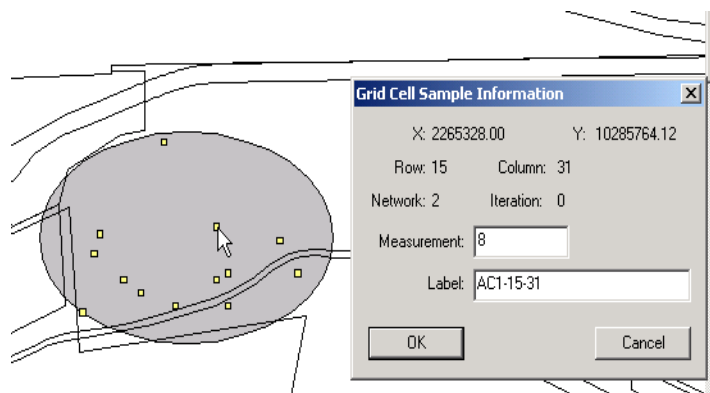 Grid Cell Sample Information
X: 2265328.00 Y: 10285764.12
Row: 15 Column: 31
Network: 2 Iteration: 0
Measurement: 8
Label: AC1-15-31
OK Cancel